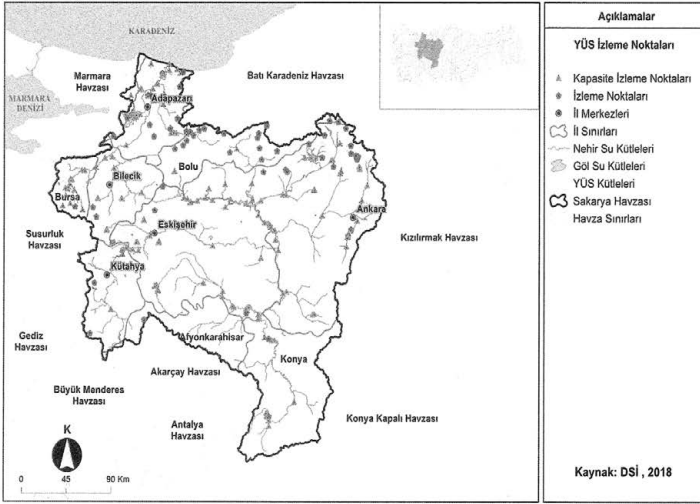 KARADENİZ
Marmara
Havzası
Batı Karadeniz Havzası
MARMARA
DENİZİ
Adapazarı
Bolu
Bilecik
Bursa
Ankara
Eskişehir
Susurluk
Havzası
Kızılırmak Havzası
Kütahya
Gediz
Havzası
Afyonkarahisar
Konya
Akarçay Havzası
Büyük Menderes
Havzası
Antalya
Havzası
Konya Kapalı Havzası
K
0 45 90 Km
Açıklamalar
YÜS İzleme Noktaları
Kapasite İzleme Noktaları
İzleme Noktaları
İl Merkezleri
İl Sınırları
Nehir Su Kütleleri
Göl Su Kütleleri
YÜS Kütleleri
Sakarya Havzası
Havza Sınırları
Kaynak: DSİ , 2018